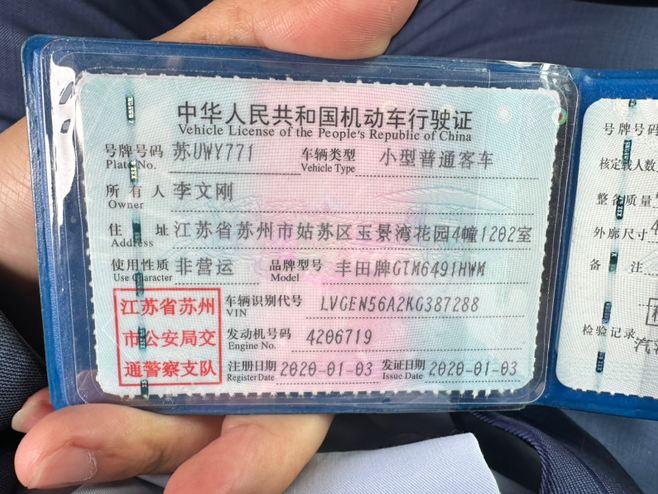 中华人民共和国机动车行驶证
Vehicle License of the People's Republic of China
号牌号码 苏UWY771 车辆类型 小型普通客车
Plate No. Vehicle Type
所有人 李文刚
Owner
住址 江苏省苏州市姑苏区玉景湾花园4幢1202室
Address
使用性质 非营运 品牌型号 丰田牌GTM6491HWM
Use Character Model
江苏省苏州
市公安局交
通警察支队
车辆识别代号 LVGEN56A2KG387288
VIN
发动机号码 4206719
Engine No.
注册日期 2020-01-03 发证日期 2020-01-03
Register Date Issue Date
号牌号码
核定载人数
整备质量
外廓尺寸
备注
检验记录